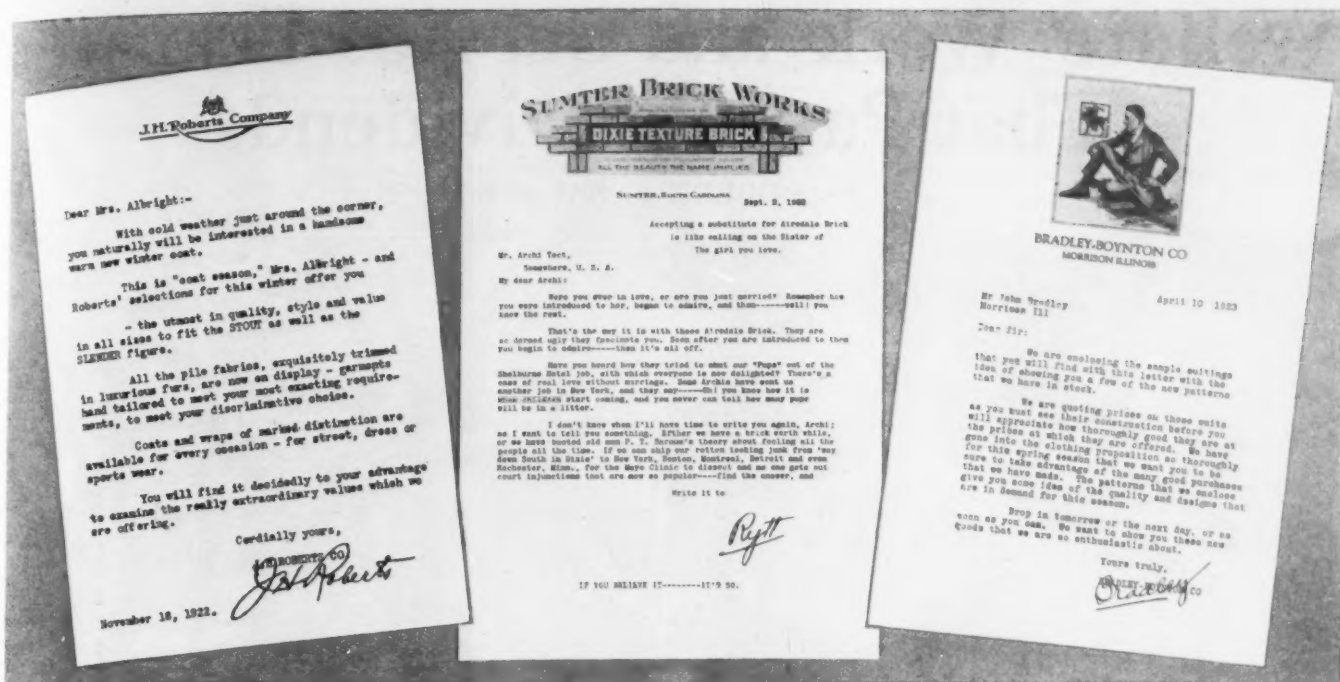 J.H. Roberts Company
Dear Mrs. Albright:-
With cold weather just around the corner,
you naturally will be interested in a handsome
warn new winter coat.
This is "coat season," Mrs. Albright - and
Roberts' selections for this winter offer you
- the utmost in quality, style and value
in all sizes to fit the STOUT as well as the
SLENDER figure.
All the pile fabrics, exquisitely trimmed
in luxurious furs, are now on display - garments
hand tailored to meet your most exacting require-
ments, to meet your discriminative choice.
Coats and wraps of marked distinction are
available for every occasion - for street, dress or
sports wear.
You will find it decidedly to your advantage
to examine the really extraordinary values which we
are offering.
Cordially yours,
J.H. ROBERTS CO.
J H Roberts
November 18, 1922.
SUMTER BRICK WORKS
DIXIE TEXTURE BRICK
ALL THE BEAUTY THE NAME IMPLIES
SUMTER, SOUTH CAROLINA
Sept. 2, 1922
Accepting a substitute for Airedale Brick
is like calling on the Sister of
The girl you love.
Mr. Archi Tect,
Somewhere, U. S. A.
My dear Archi:
Were you ever in love, or are you just married? Remember how
you were introduced to her, began to admire, and then------well! you
know the rest.
That's the way it is with those Airedale Brick. They are
so darned ugly they fascinate you. Soon after you are introduced to them
you begin to admire-----then it's all off.
Have you heard how they tried to shut our "Pups" out of the
Shelburne Hotel job, with which everyone is now delighted? There's a
case of real love without marriage. Some Archis have sent us
another job in New York, and they say-----Oh! you know how it is
when children start coming, and you never can tell how many pups
will be in a litter.
I don't know when I'll have time to write you again, Archi;
so I want to tell you something. Either we have a brick worth while,
or we have busted old man P. T. Barnum's theory about fooling all the
people all the time. If we can ship our rotten looking junk from 'way
down South in Dixie' to New York, Boston, Montreal, Detroit and even
Rochester, Minn., for the Mayo Clinic to dissect and no one gets out
court injunctions that are now so popular----find the answer, and
Write it to
IF YOU BELIEVE IT--------IT'S SO.
BRADLEY-BOYNTON CO
MORRISON ILLINOIS
April 10 1923
Mr John Bradley
Morrison Ill
Dear Sir:
We are enclosing the sample suitings
that you will find with this letter with the
idea of showing you a few of the new patterns
that we have in stock.
We are quoting prices on these suits
as you must see their construction before you
will appreciate how thoroughly good they are at
the prices at which they are offered. We have
gone into the clothing proposition so thoroughly
for this spring season that we want you to be
sure to take advantage of the many good purchases
that we have made. The patterns that we enclose
give you some idea of the quality and designs that
are in demand for this season.
Drop in tomorrow or the next day, or as
soon as you can. We want to show you these new
goods that we are so enthusiastic about.
Yours truly,
BRADLEY-BOYNTON CO
Bradley